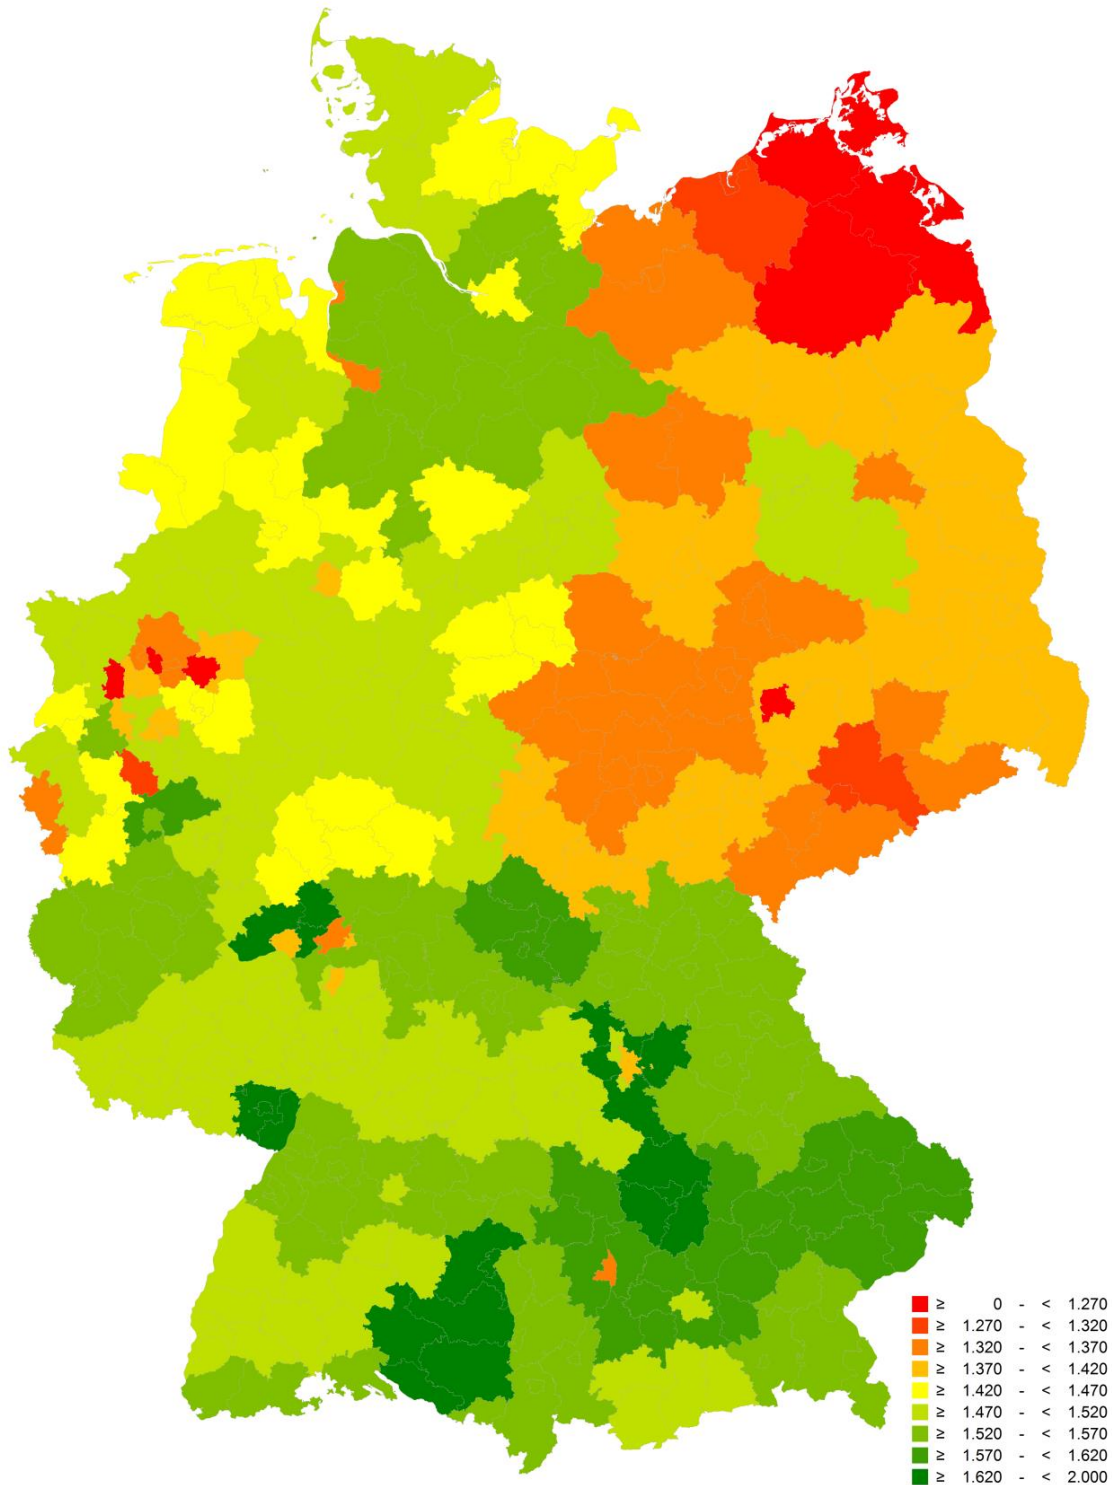 ≥ 0 - < 1.270
≥ 1.270 - < 1.320
≥ 1.320 - < 1.370
≥ 1.370 - < 1.420
≥ 1.420 - < 1.470
≥ 1.470 - < 1.520
≥ 1.520 - < 1.570
≥ 1.570 - < 1.620
≥ 1.620 - < 2.000